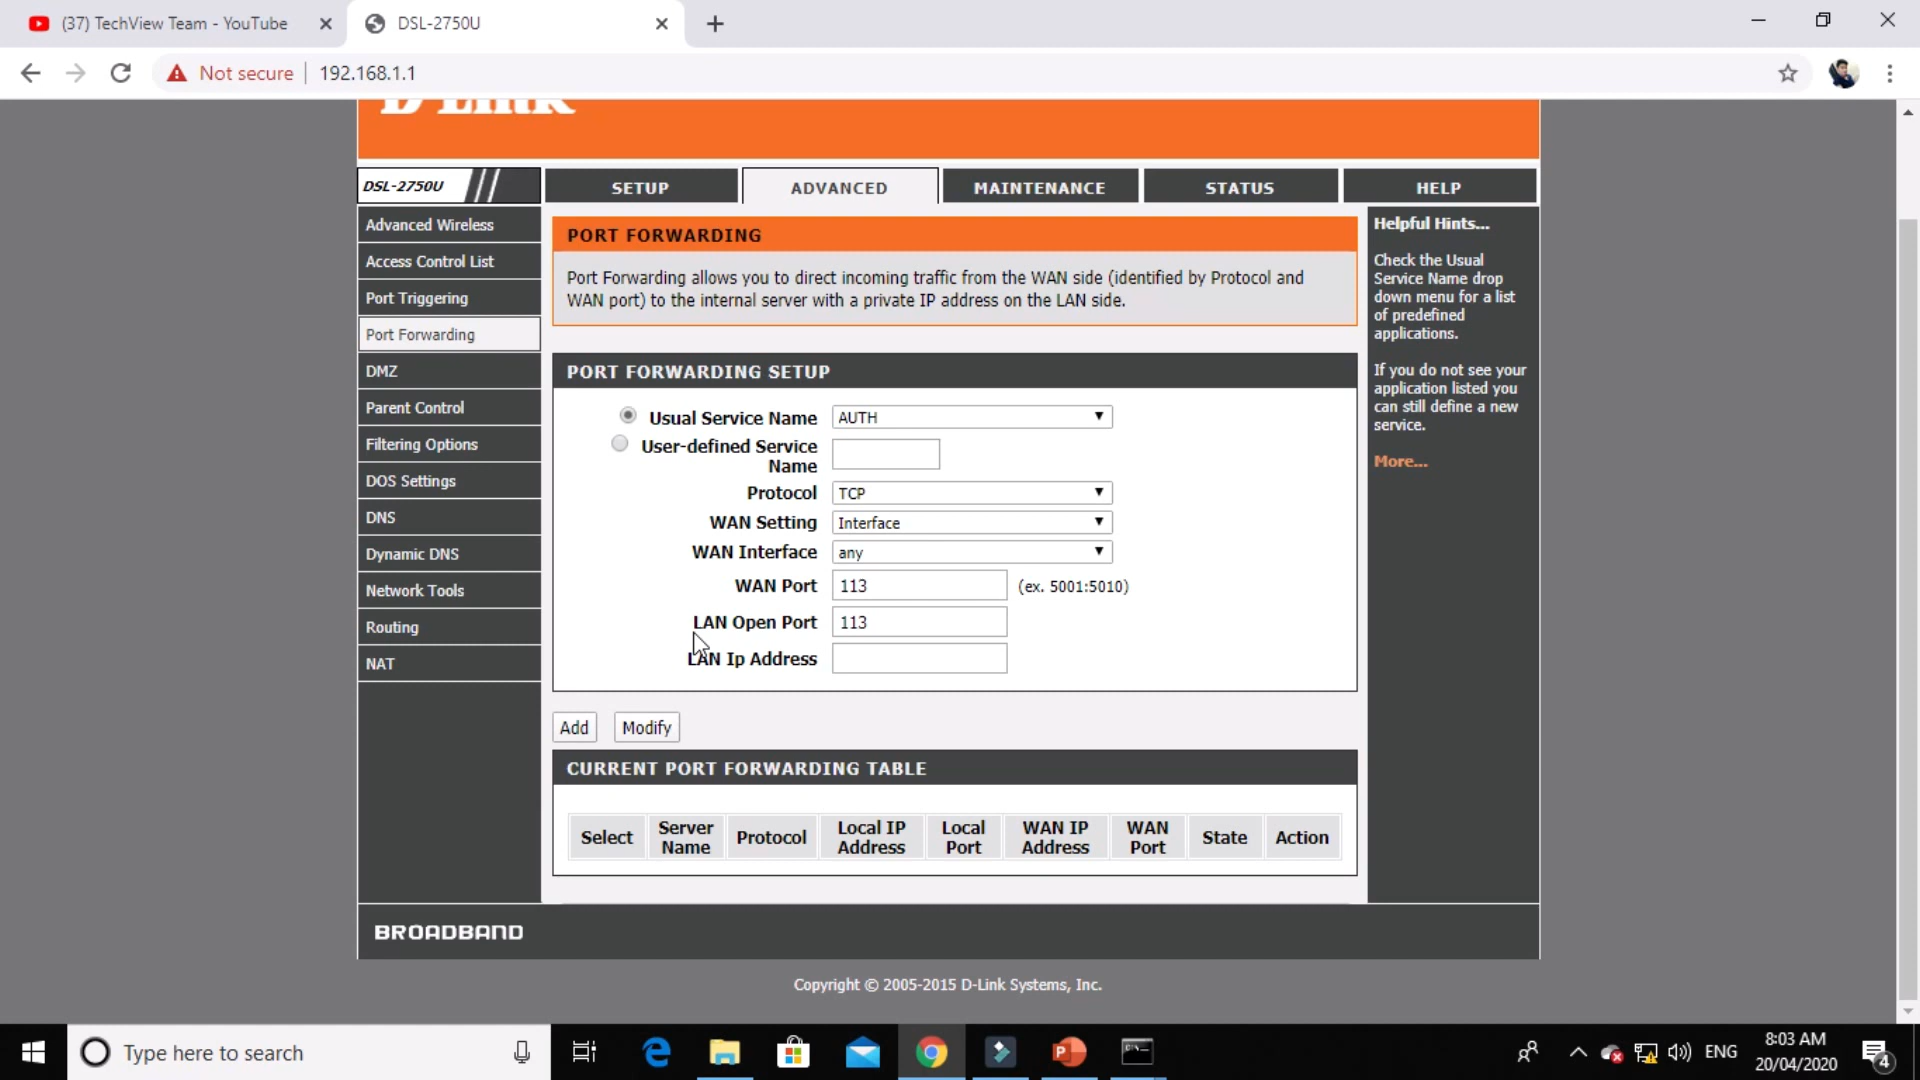 (37) TechView Team - YouTube
DSL-2750U
Not secure
192.168.1.1
D-Link
DSL-2750U
SETUP
ADVANCED
MAINTENANCE
STATUS
HELP
Advanced Wireless
Access Control List
Port Triggering
Port Forwarding
DMZ
Parent Control
Filtering Options
DOS Settings
DNS
Dynamic DNS
Network Tools
Routing
NAT
PORT FORWARDING
Port Forwarding allows you to direct incoming traffic from the WAN side (identified by Protocol and
WAN port) to the internal server with a private IP address on the LAN side.
PORT FORWARDING SETUP
Usual Service Name
AUTH
User-defined Service
Name
Protocol
TCP
WAN Setting
Interface
WAN Interface
any
WAN Port
113
(ex. 5001:5010)
LAN Open Port
113
LAN Ip Address
Add
Modify
CURRENT PORT FORWARDING TABLE
Select
Server
Name
Protocol
Local IP
Address
Local
Port
WAN IP
Address
WAN
Port
State
Action
Helpful Hints...
Check the Usual
Service Name drop
down menu for a list
of predefined
applications.
If you do not see your
application listed you
can still define a new
service.
More...
BROADBAND
Copyright © 2005-2015 D-Link Systems, Inc.
Type here to search
ENG
8:03 AM
20/04/2020
4